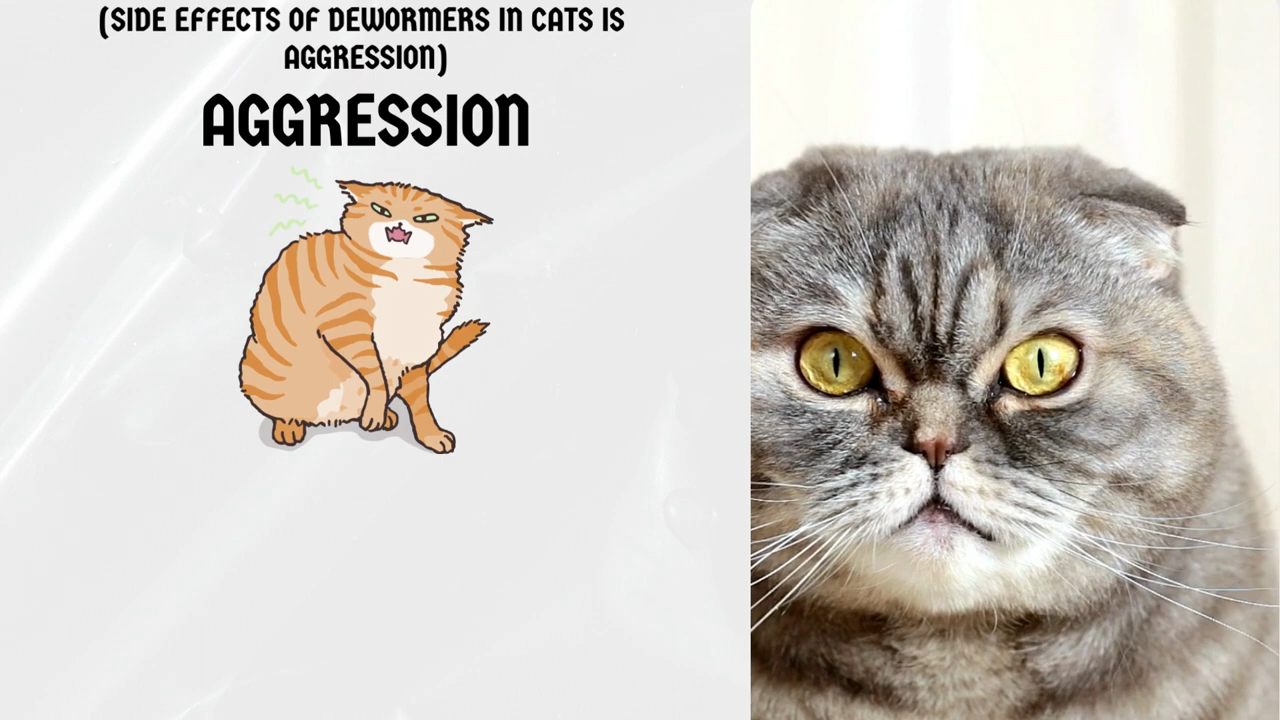 (SIDE EFFECTS OF DEWORMERS IN CATS IS
AGGRESSION)
AGGRESSION